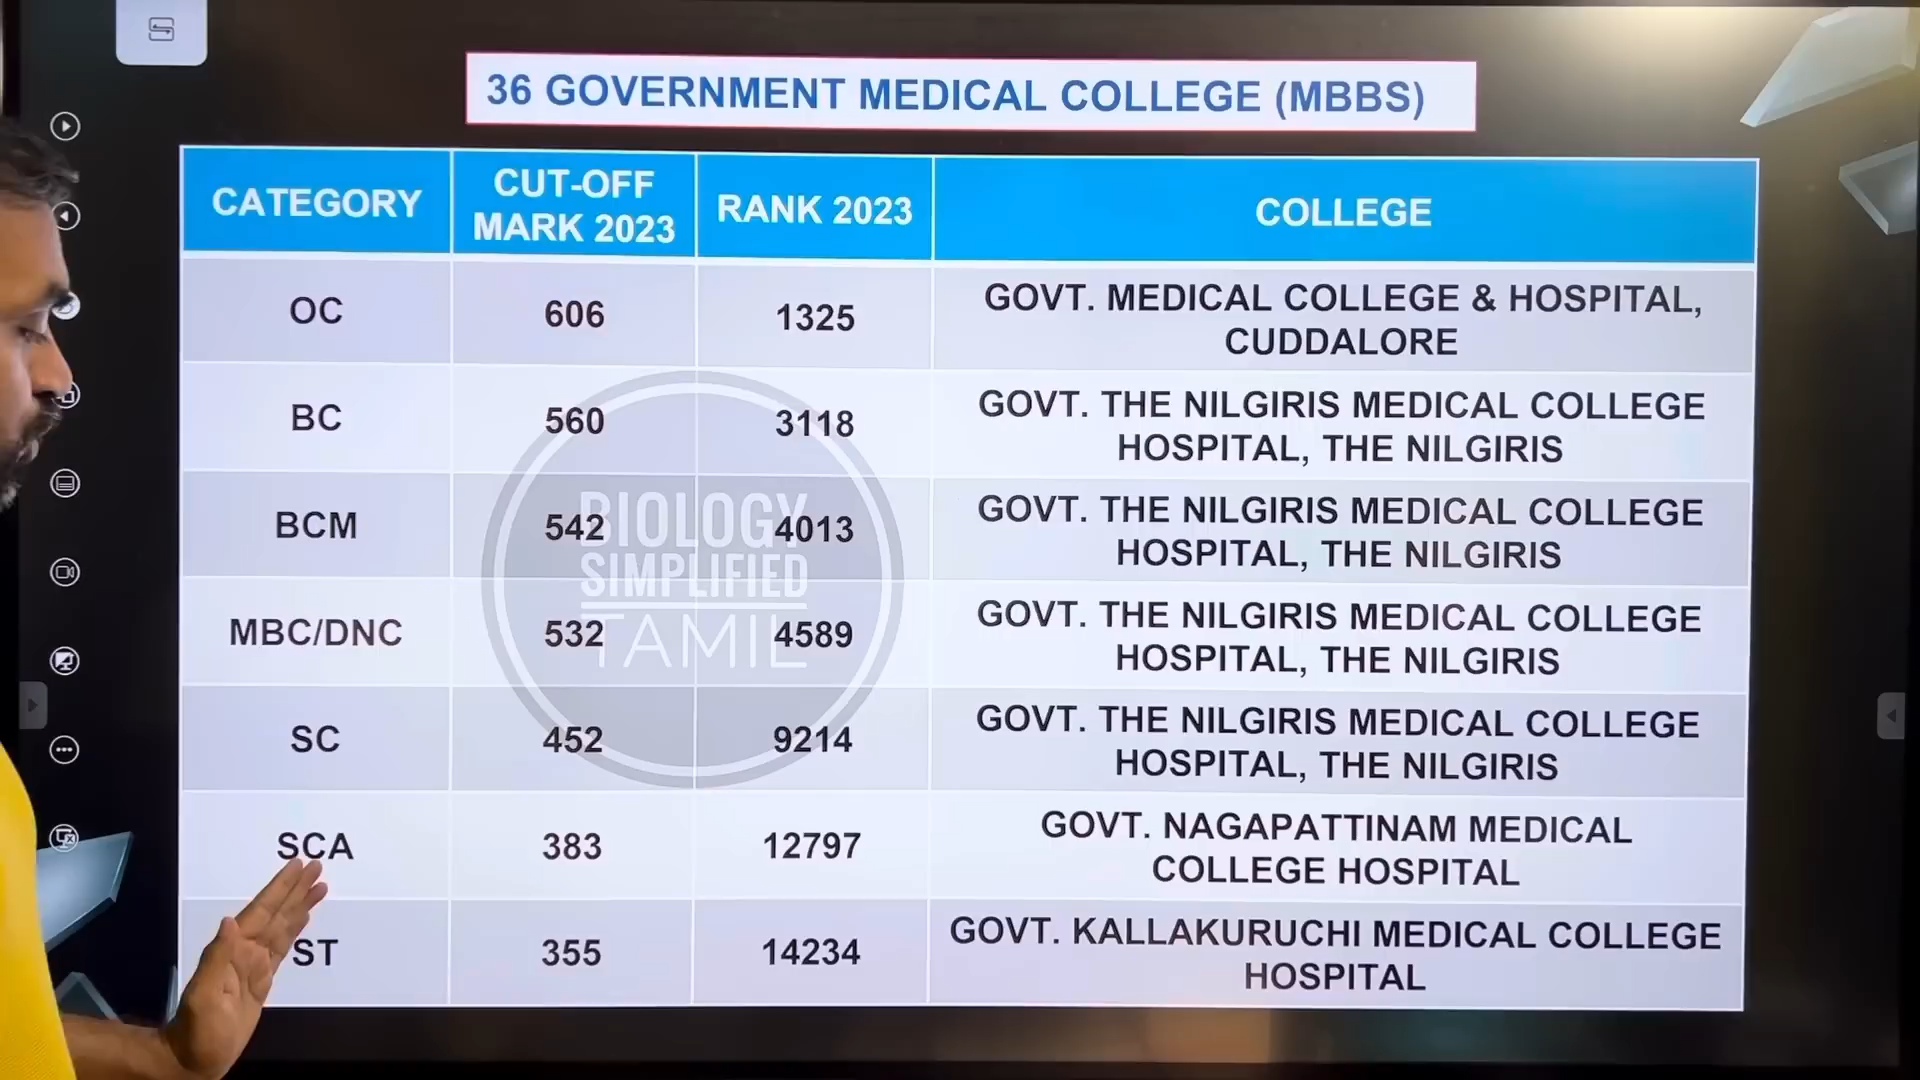 36 GOVERNMENT MEDICAL COLLEGE (MBBS)
CATEGORY
CUT-OFF
MARK 2023
RANK 2023
COLLEGE
OC
606
1325
GOVT. MEDICAL COLLEGE & HOSPITAL,
CUDDALORE
BC
560
3118
GOVT. THE NILGIRIS MEDICAL COLLEGE
HOSPITAL, THE NILGIRIS
BCM
542
4013
GOVT. THE NILGIRIS MEDICAL COLLEGE
HOSPITAL, THE NILGIRIS
MBC/DNC
532
4589
GOVT. THE NILGIRIS MEDICAL COLLEGE
HOSPITAL, THE NILGIRIS
SC
452
9214
GOVT. THE NILGIRIS MEDICAL COLLEGE
HOSPITAL, THE NILGIRIS
SCA
383
12797
GOVT. NAGAPATTINAM MEDICAL
COLLEGE HOSPITAL
ST
355
14234
GOVT. KALLAKURUCHI MEDICAL COLLEGE
HOSPITAL
BIOLOGY
SIMPLIFIED
TAMIL